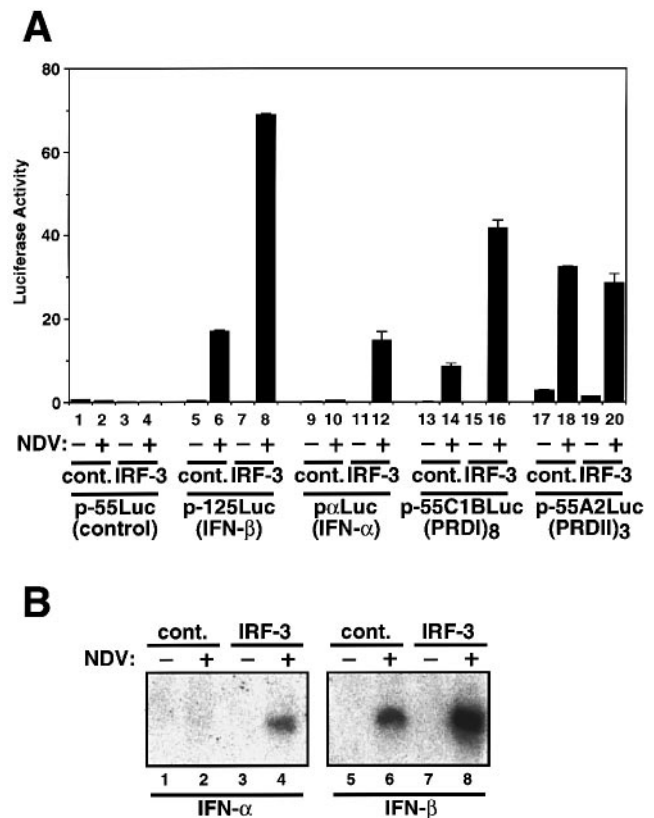 A
80
60
40
20
0
Luciferase Activity
1 2 3 4 5 6 7 8 9 10 11 12 13 14 15 16 17 18 19 20
NDV: – + – + – + – + – + – + – + – + – + – +
cont. IRF-3 cont. IRF-3 cont. IRF-3 cont. IRF-3 cont. IRF-3
p-55Luc p-125Luc pαLuc p-55C1BLuc p-55A2Luc
(control) (IFN-β) (IFN-α) (PRDI)8 (PRDII)3
B
cont. IRF-3 cont. IRF-3
NDV: – + – + – + – +
1 2 3 4 5 6 7 8
IFN-α IFN-β